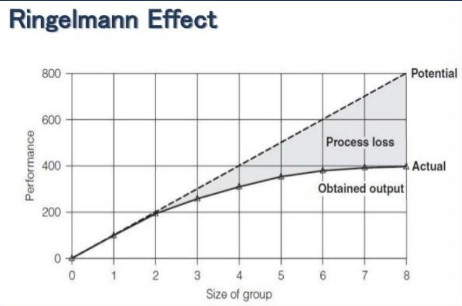 Ringelmann Effect
800
600
400
200
0
Performance
Potential
Process loss
Actual
Obtained output
0 1 2 3 4 5 6 7 8
Size of group